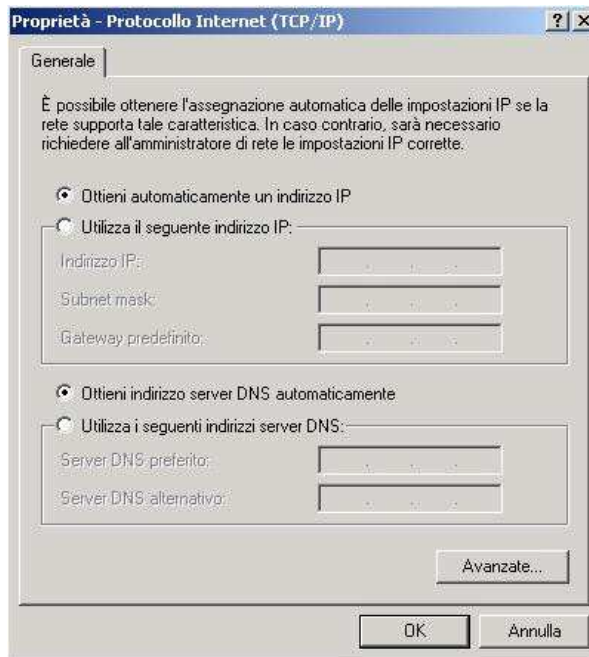 Proprietà - Protocollo Internet (TCP/IP)
Generale
È possibile ottenere l'assegnazione automatica delle impostazioni IP se la
rete supporta tale caratteristica. In caso contrario, sarà necessario
richiedere all'amministratore di rete le impostazioni IP corrette.
Ottieni automaticamente un indirizzo IP
Utilizza il seguente indirizzo IP:
Indirizzo IP:
Subnet mask:
Gateway predefinito:
Ottieni indirizzo server DNS automaticamente
Utilizza i seguenti indirizzi server DNS:
Server DNS preferito:
Server DNS alternativo:
Avanzate...
OK
Annulla